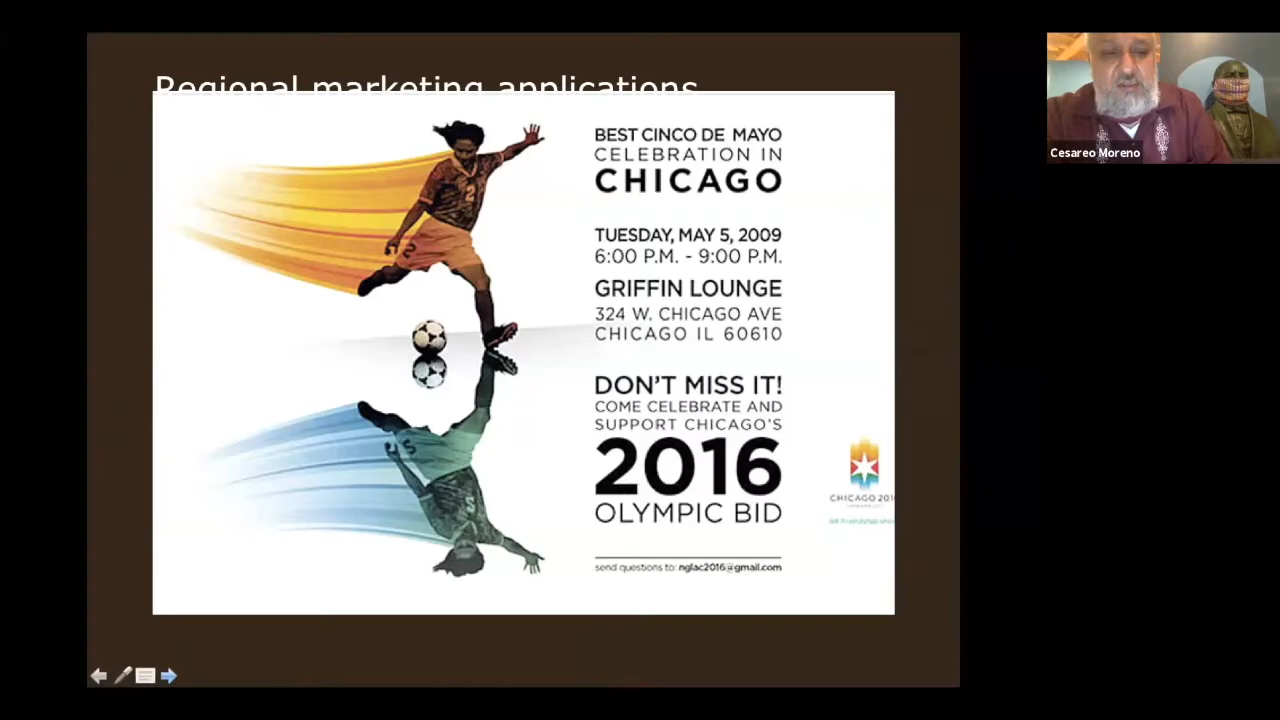 Regional marketing applications
Cesareo Moreno
BEST CINCO DE MAYO
CELEBRATION IN
CHICAGO
TUESDAY, MAY 5, 2009
6:00 P.M. - 9:00 P.M.
GRIFFIN LOUNGE
324 W. CHICAGO AVE
CHICAGO IL 60610
DON'T MISS IT!
COME CELEBRATE AND
SUPPORT CHICAGO'S
2016
OLYMPIC BID
CHICAGO 201
send questions to: nglac2016@gmail.com